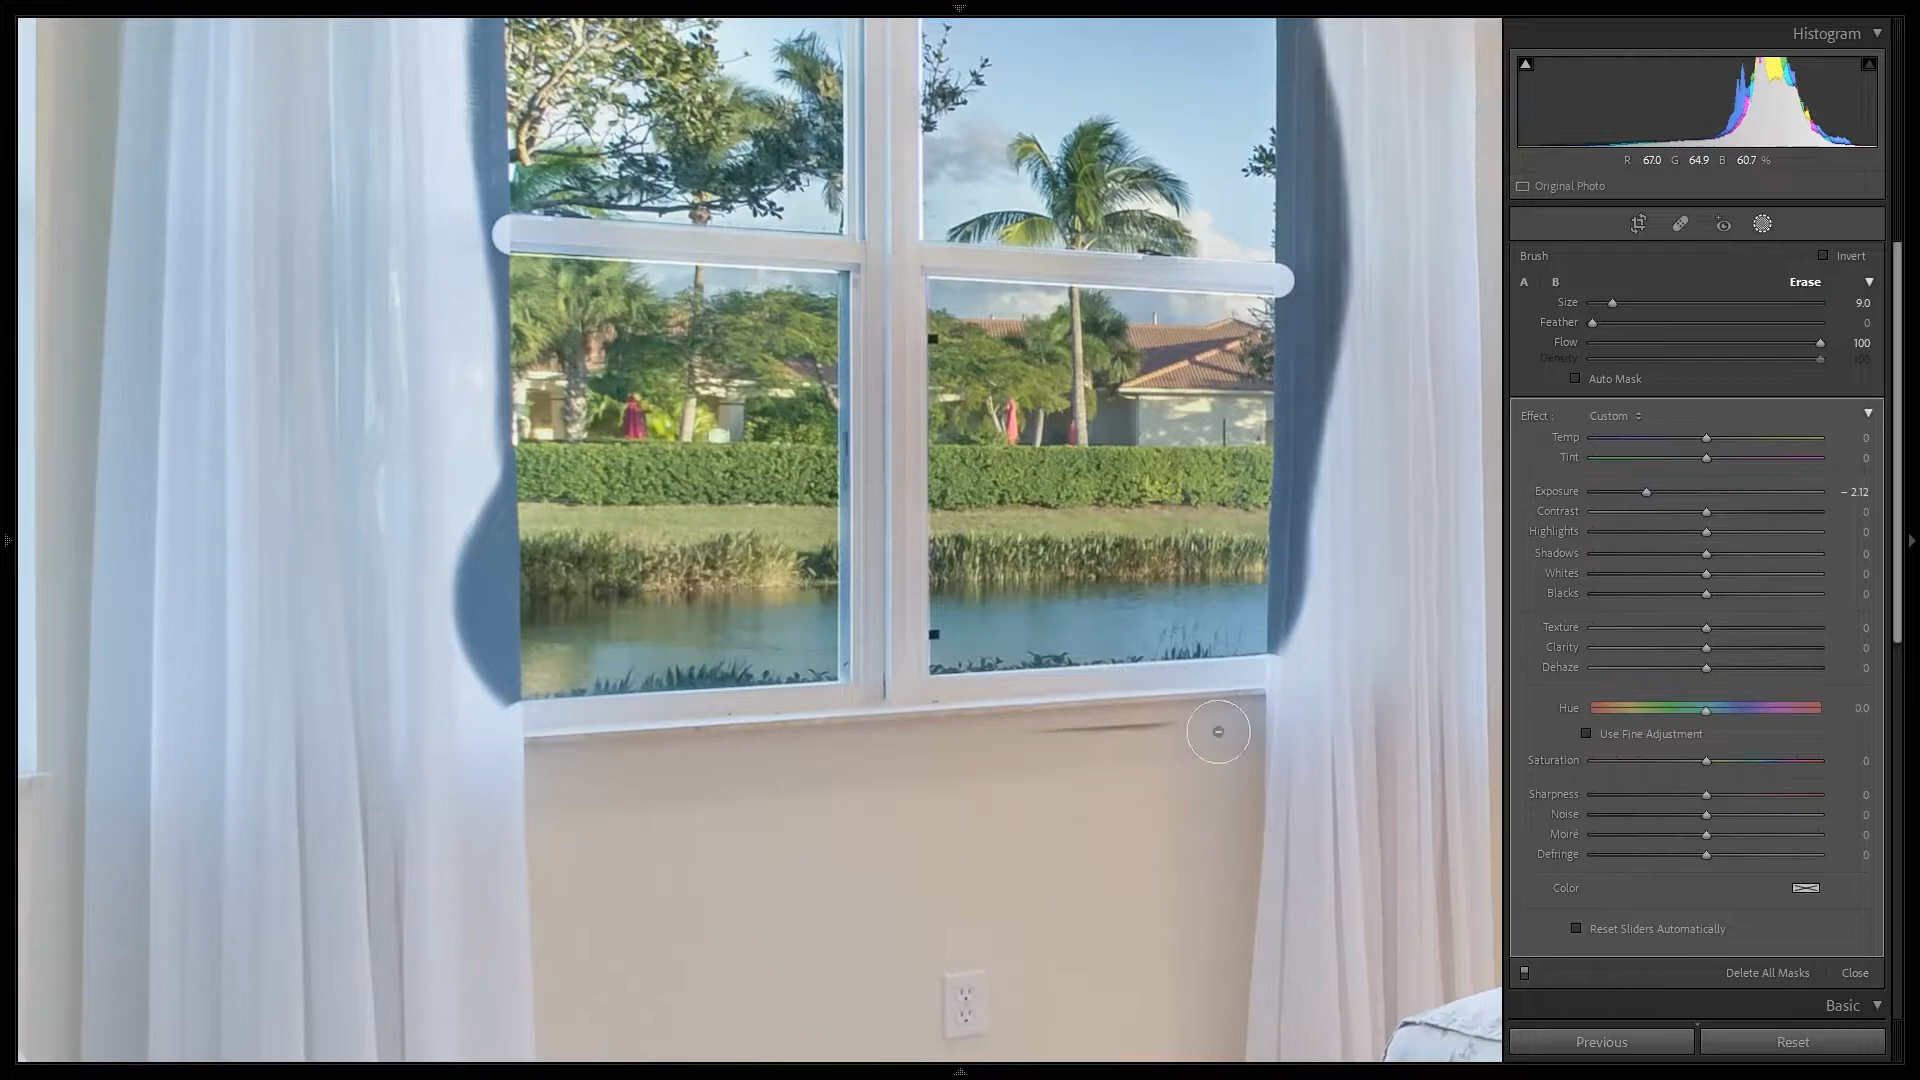 Histogram
R 67.0 G 64.9 B 60.7 %
Original Photo
Brush Invert
A B Erase
Size 9.0
Feather 0
Flow 100
Density 100
Auto Mask
Effect : Custom
Temp 0
Tint 0
Exposure – 2.12
Contrast 0
Highlights 0
Shadows 0
Whites 0
Blacks 0
Texture 0
Clarity 0
Dehaze 0
Hue 0.0
Use Fine Adjustment
Saturation 0
Sharpness 0
Noise 0
Moiré 0
Defringe 0
Color
Reset Sliders Automatically
Delete All Masks Close
Basic
Previous Reset